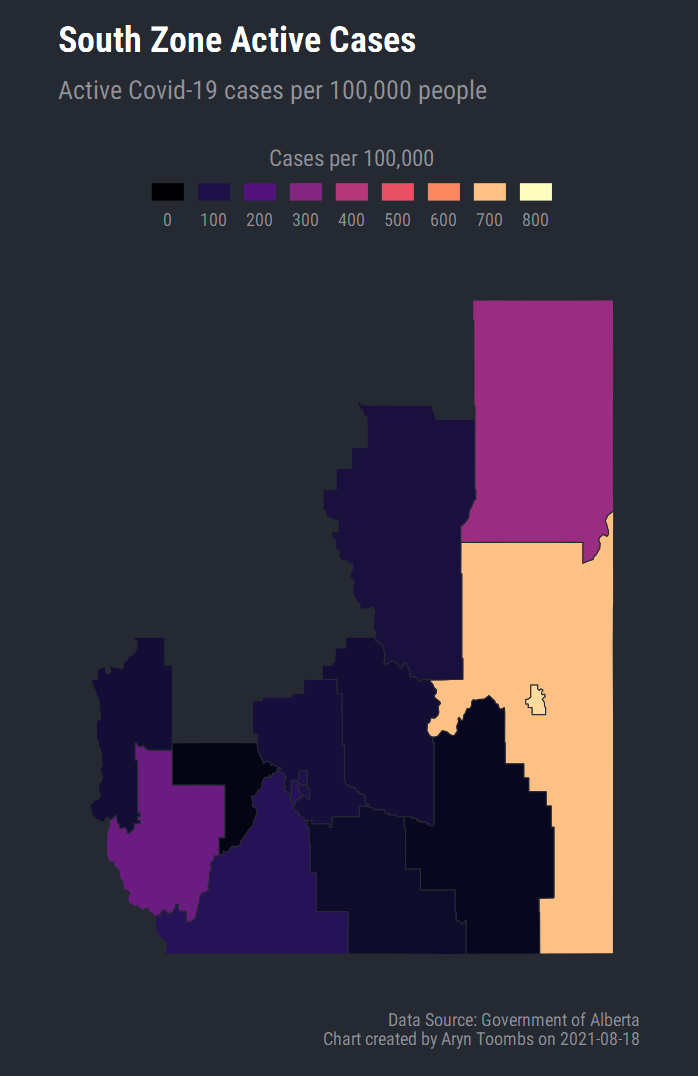 South Zone Active Cases
Active Covid-19 cases per 100,000 people
Cases per 100,000
0 100 200 300 400 500 600 700 800
Data Source: Government of Alberta
Chart created by Aryn Toombs on 2021-08-18